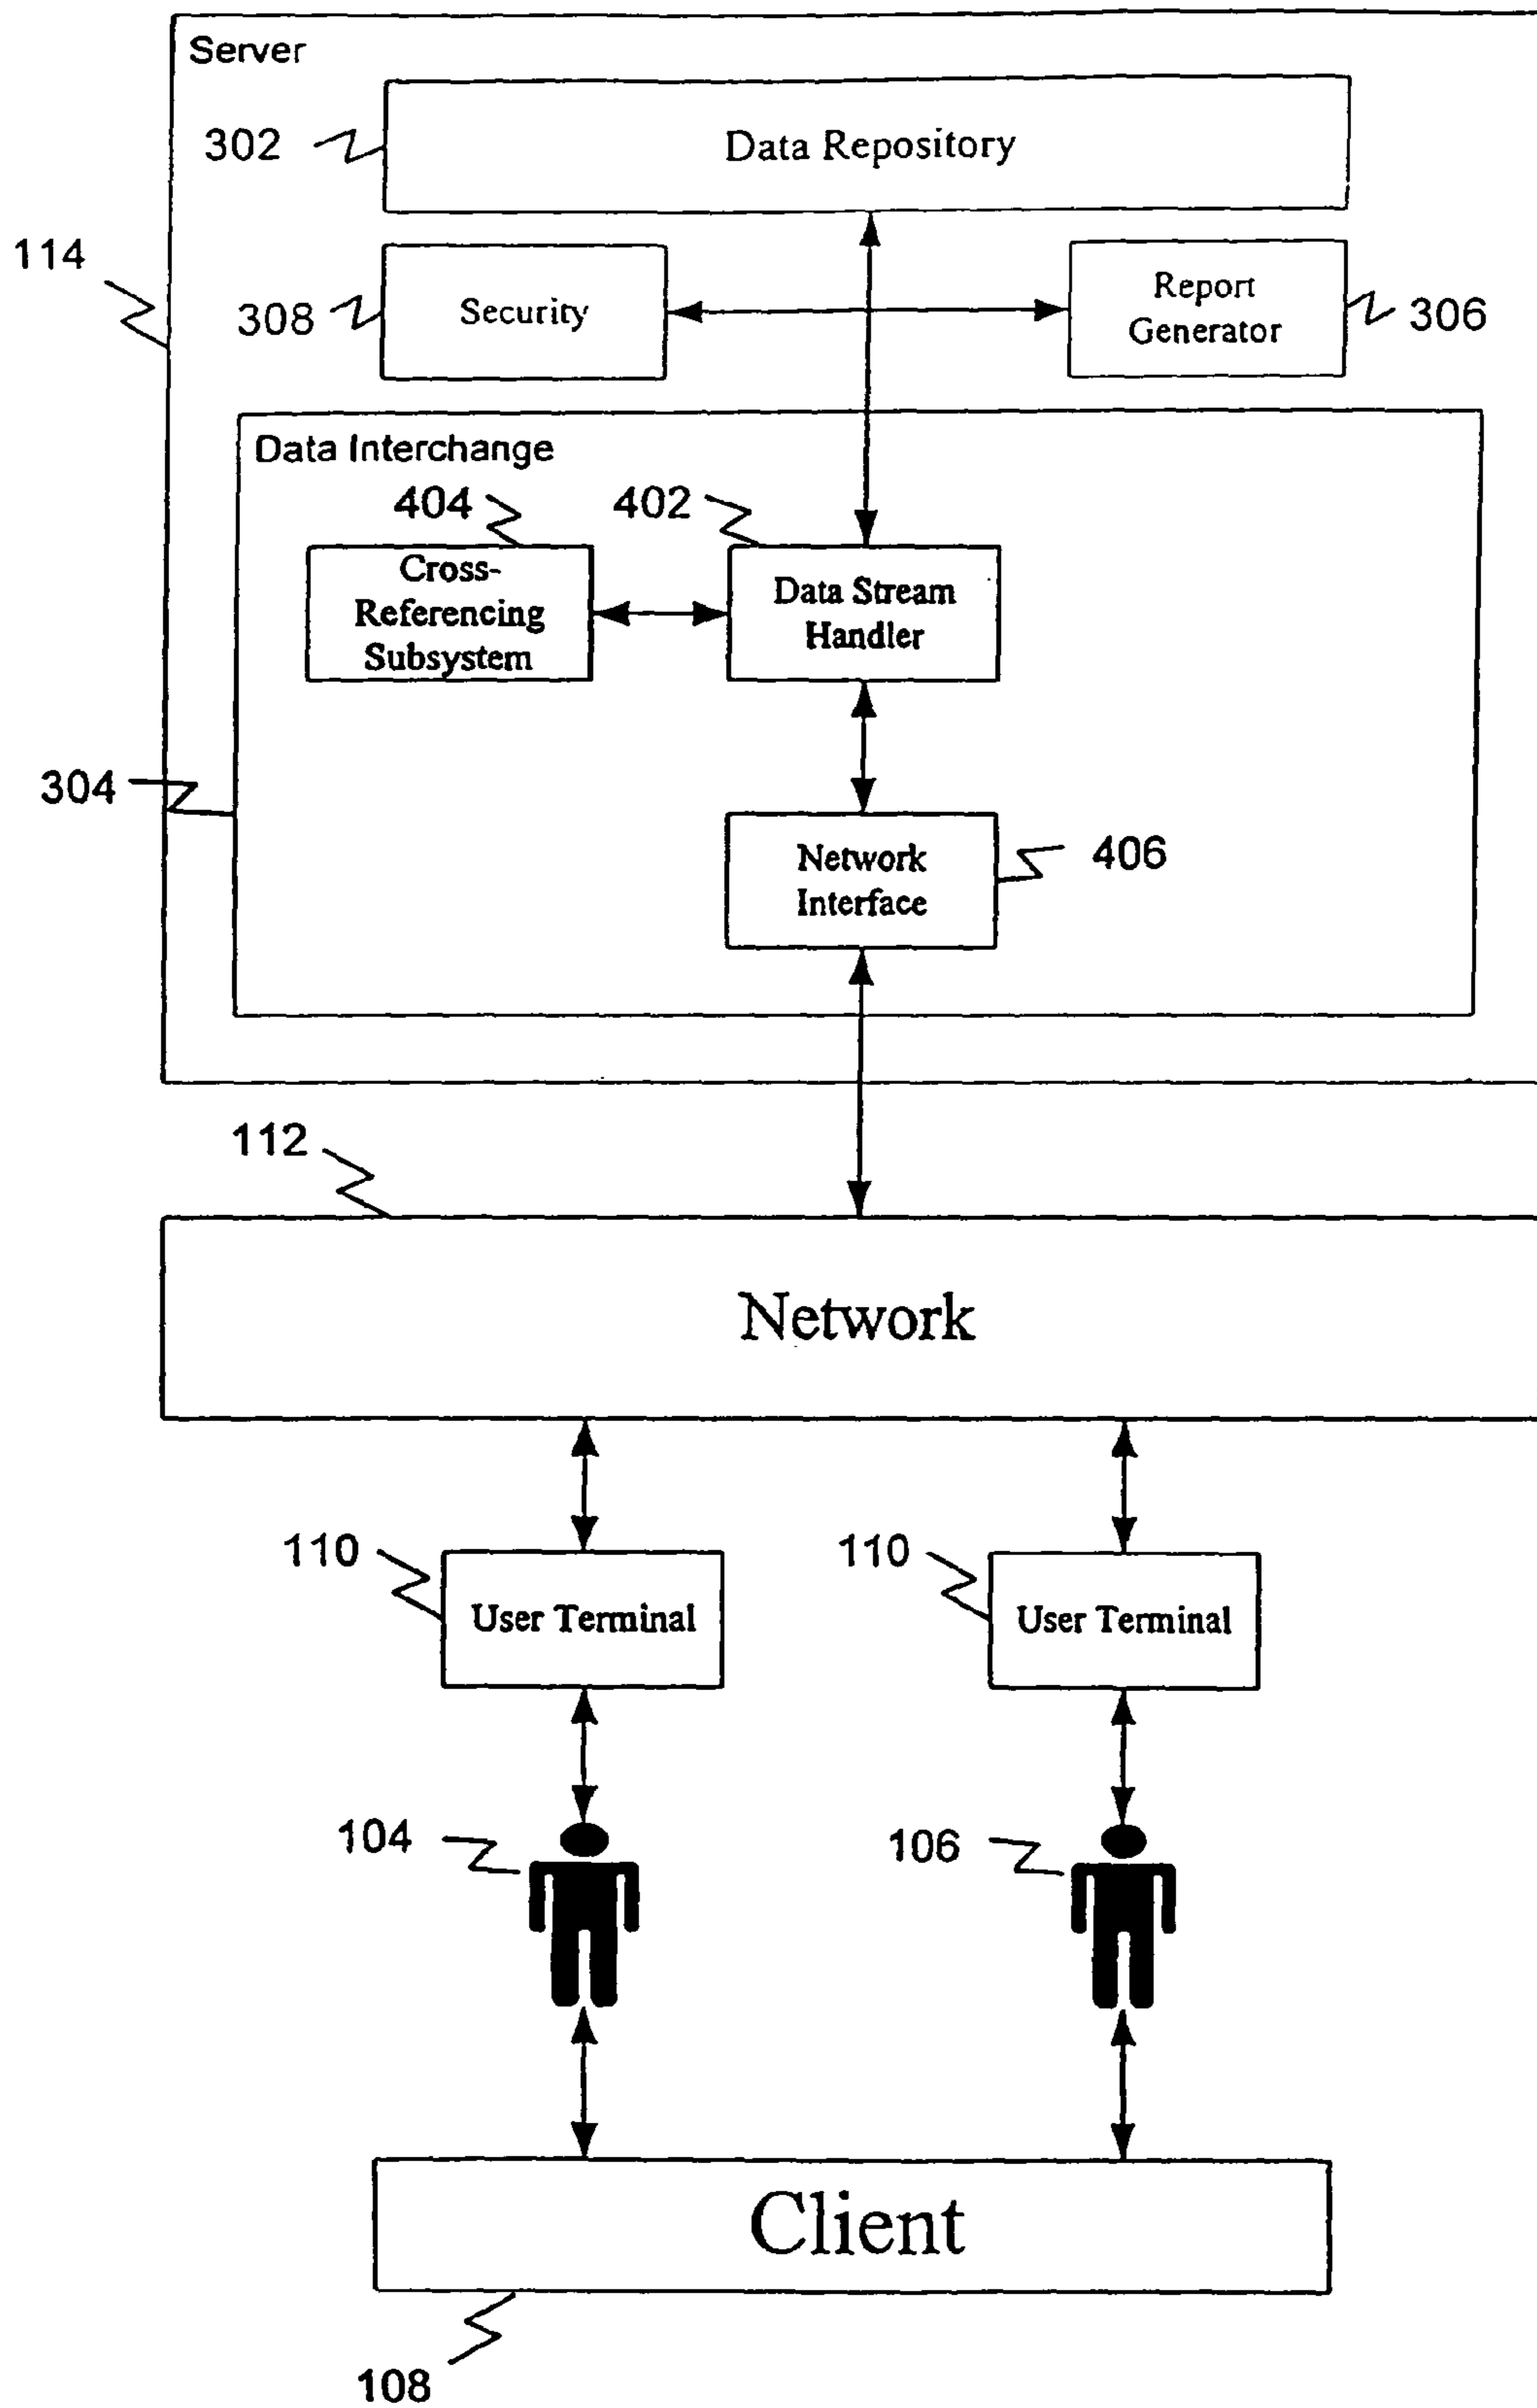 Server
302
Data Repository
114
308
Security
Report
Generator
306
Data Interchange
404
402
Cross-
Referencing
Subsystem
Data Stream
Handler
304
Network
Interface
406
112
Network
110
User Terminal
110
User Terminal
104
106
Client
108